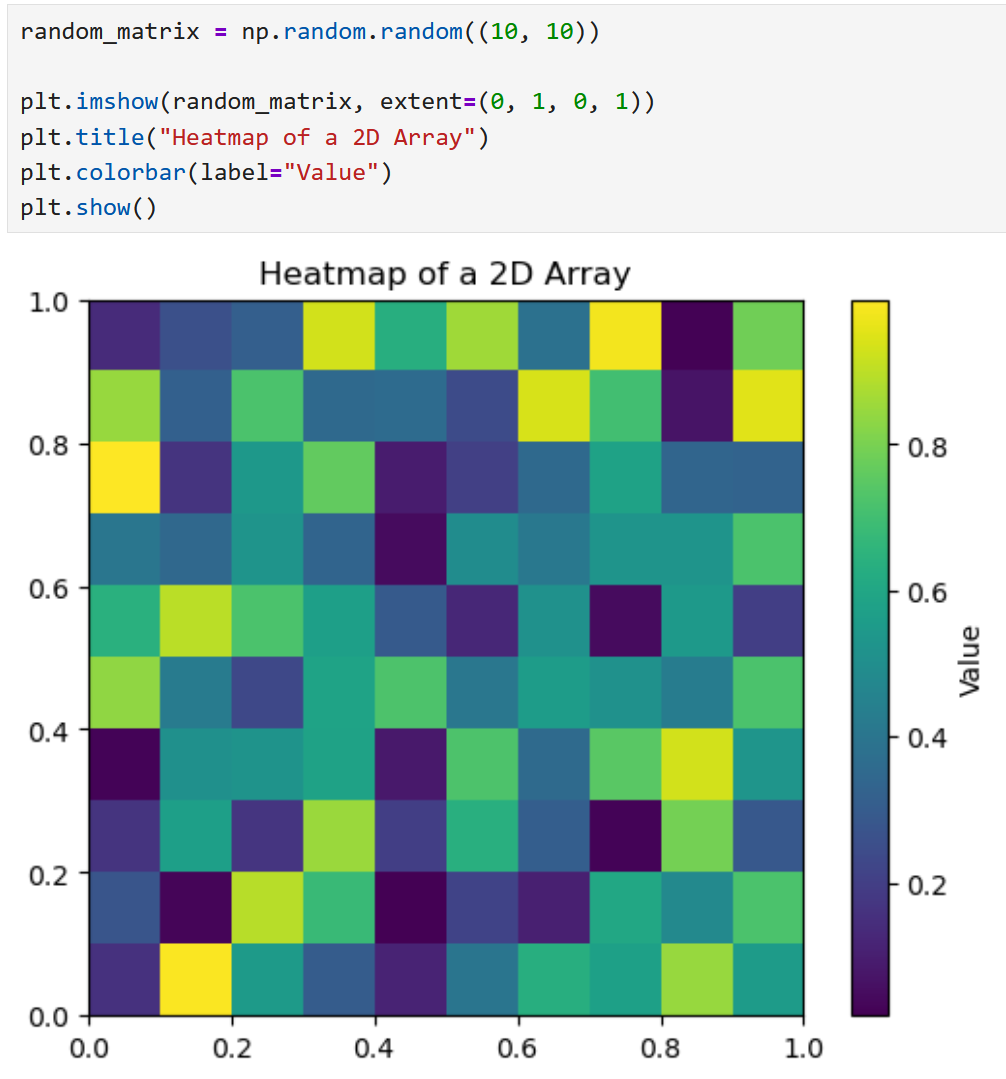 random_matrix = np.random.random((10, 10))
plt.imshow(random_matrix, extent=(0, 1, 0, 1))
plt.title("Heatmap of a 2D Array")
plt.colorbar(label="Value")
plt.show()
Heatmap of a 2D Array
1.0
0.8
0.6
0.4
0.2
0.0
0.0 0.2 0.4 0.6 0.8 1.0
0.8
0.6
0.4
0.2
Value